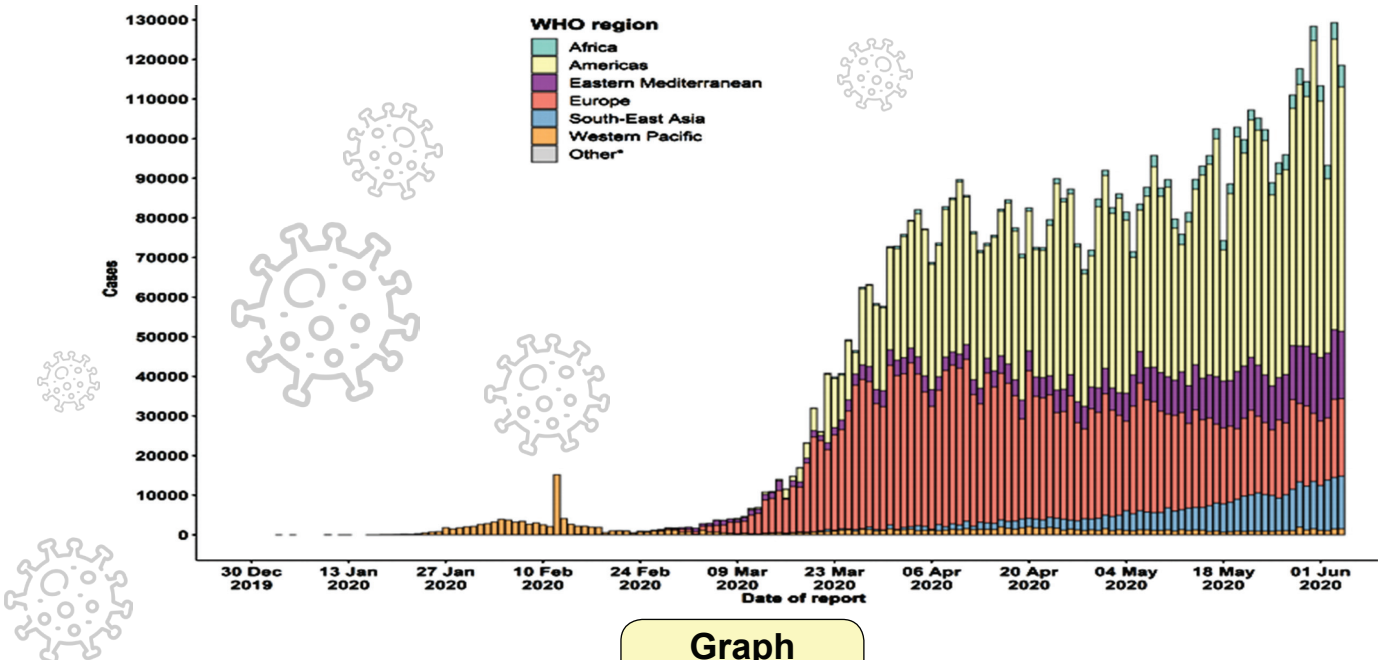 WHO region
Africa
Americas
Eastern Mediterranean
Europe
South-East Asia
Western Pacific
Other*
130000
120000
110000
100000
90000
80000
70000
60000
50000
40000
30000
20000
10000
0
Cases
30 Dec 13 Jan 27 Jan 10 Feb 24 Feb 09 Mar 23 Mar 06 Apr 20 Apr 04 May 18 May 01 Jun
2019 2020 2020 2020 2020 2020 2020 2020 2020 2020 2020 2020
Date of report
Graph